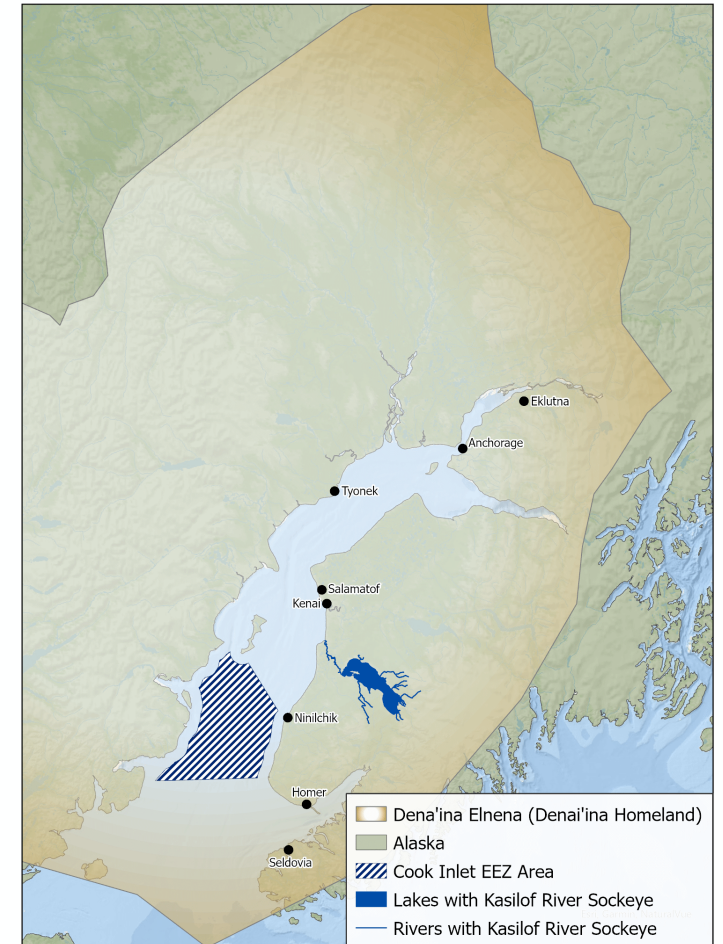 Eklutna
Anchorage
Tyonek
Salamatof
Kenai
Ninilchik
Homer
Seldovia
Dena'ina Elnena (Denai'ina Homeland)
Alaska
Cook Inlet EEZ Area
Lakes with Kasilof River Sockeye
Rivers with Kasilof River Sockeye